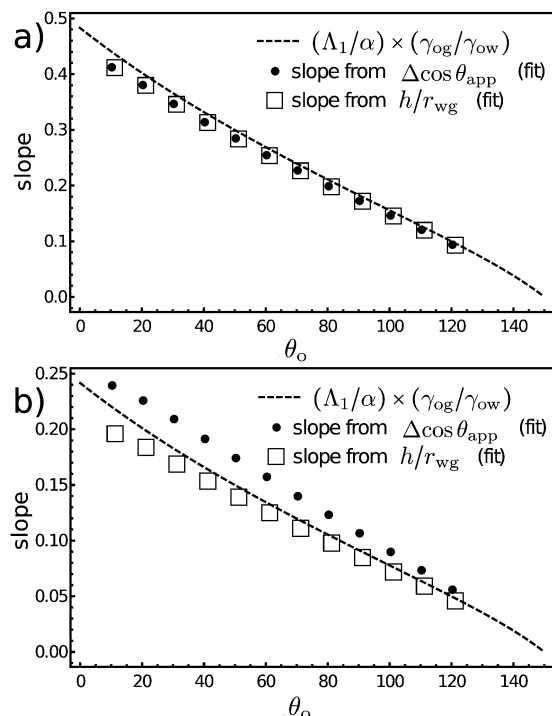 a)
0.5
0.4
0.3
0.2
0.1
0.0
slope
(Λ₁/α) × (γog/γow)
slope from Δcos θapp (fit)
slope from h/rwg (fit)
0 20 40 60 80 100 120 140
θo
b)
0.25
0.20
0.15
0.10
0.05
0.00
slope
(Λ₁/α) × (γog/γow)
slope from Δcos θapp (fit)
slope from h/rwg (fit)
0 20 40 60 80 100 120 140
θo